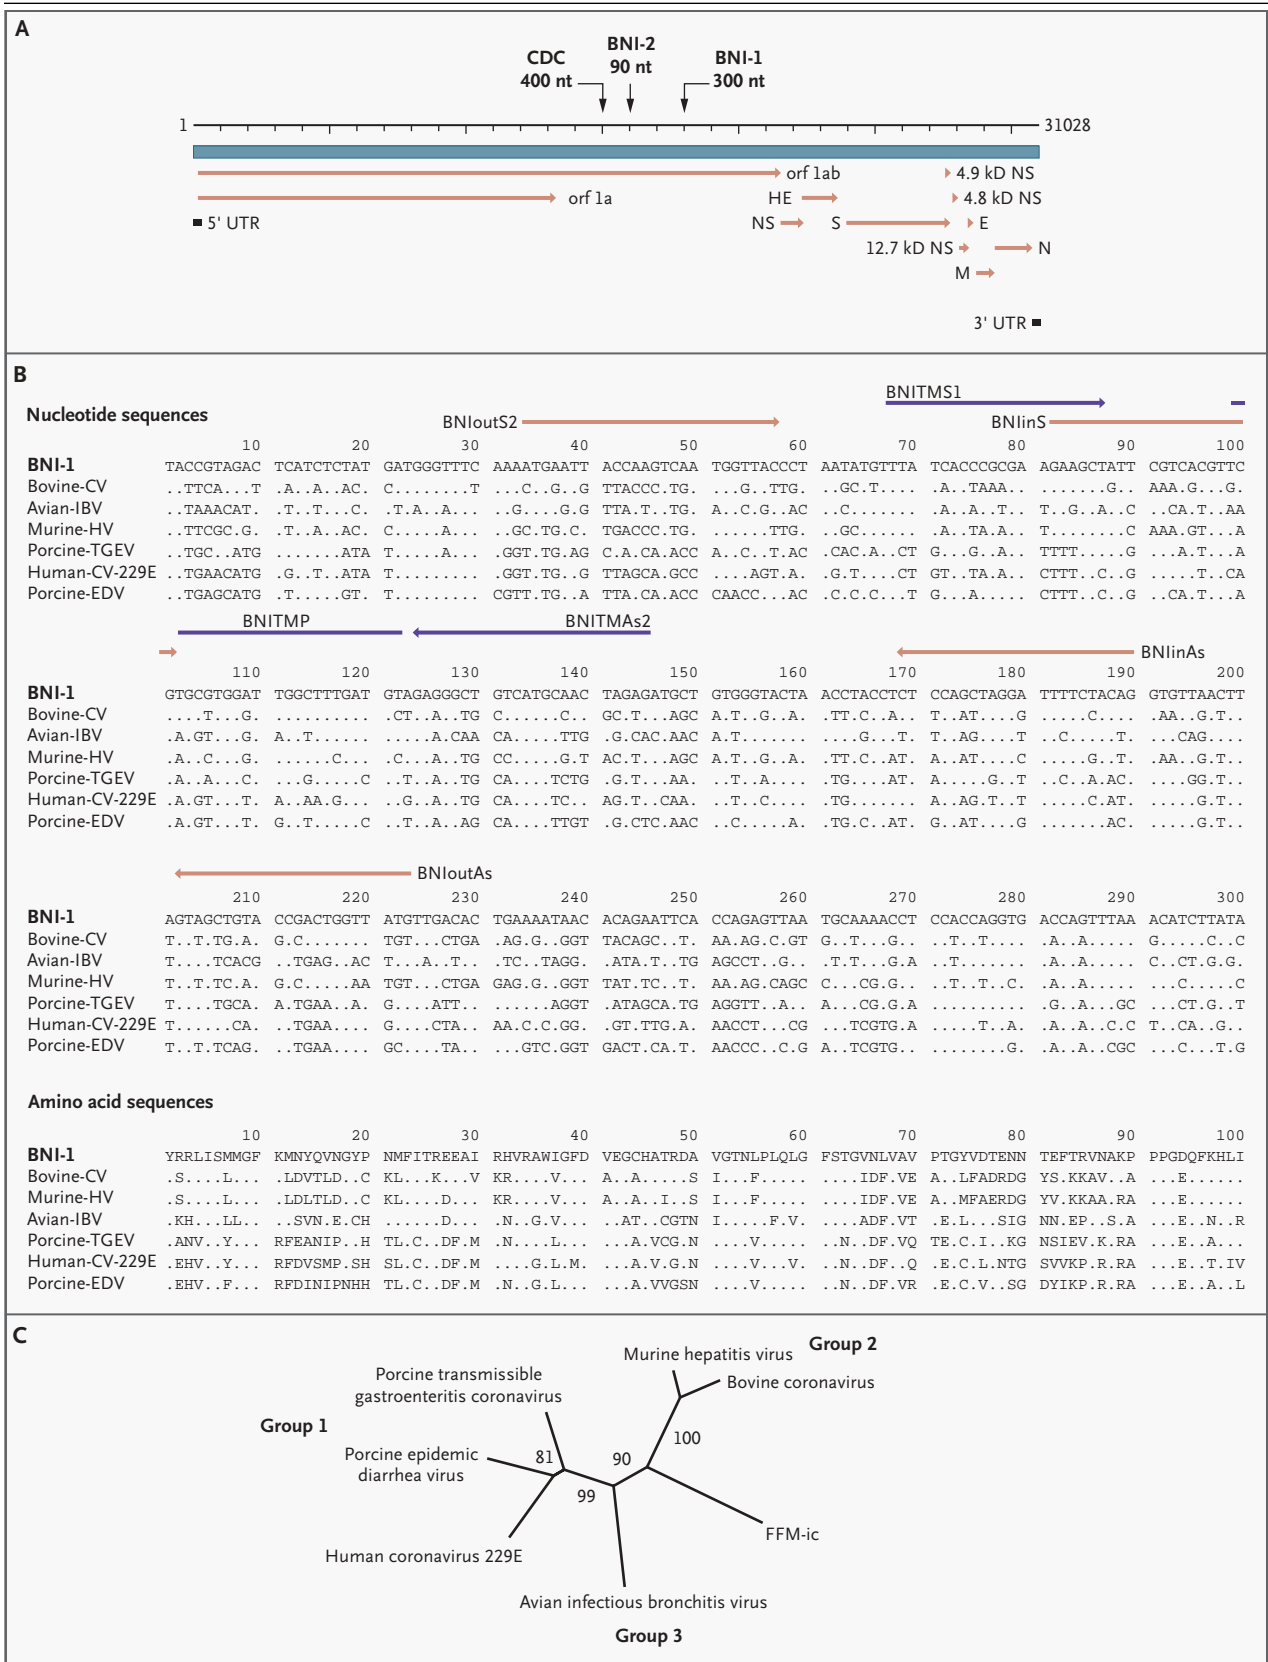 A
CDC
400 nt
BNI-2
90 nt
BNI-1
300 nt
1
31028
orf 1ab
4.9 kD NS
orf 1a
HE
4.8 kD NS
5' UTR
NS
S
E
12.7 kD NS
N
M
3' UTR
B
BNITMS1
Nucleotide sequences
BNIoutS2
BNIinS
10 20 30 40 50 60 70 80 90 100
BNI-1 TACCGTAGAC TCATCTCTAT GATGGGTTTC AAAATGAATT ACCAAGTCAA TGGTTACCCT AATATGTTTA TCACCCGCGA AGAAGCTATT CGTCACGTTC
Bovine-CV ..TTCA...T .A..A..AC. C.......T ...C..G..G TTACCC.TG. ...G..TTG. ..GC.T.... .A..TAAA.. .......G.. AAA.G...G.
Avian-IBV ..TAAACAT. .T..T...C. .T.A...A.. ...G....G.G TTA.T..TG. A..C.G..AC ..C....... .A...A..T. T..G..A..C ..CA.T..AA
Murine-HV ..TTCGC.G. .T..A..AC. C.....A... ..GC.TG.C. TGACCC.TG. ......TTG ..GC...... .A..TA.A.. T........C AAA.GT...A
Porcine-TGEV ..TGC..ATG ......ATA T....A... .GGT.TG.AG C.A.CA.ACC A..C..T.AC .CAC.A..CT G...G..A.. TTTT.....G ...A.T...A
Human-CV-229E ..TGAACATG .G..T..ATA T......... .GGT.TG..G TTAGCA.GCC ....AGT.A. .G.T....CT GT..TA.A.. CTTT..C..G .....T..CA
Porcine-EDV ..TGAGCATG .T.....GT. T......... CGTT.TG..A TTA.CA.ACC CAACC...AC .C.C.C...T G...A..... CTTT..C..G ..CA.T...A
BNITMP
BNITMAs2
BNIinAs
110 120 130 140 150 160 170 180 190 200
BNI-1 GTGCGTGGAT TGGCTTTGAT GTAGAGGGCT GTCATGCAAC TAGAGATGCT GTGGGTACTA ACCTACCTCT CCAGCTAGGA TTTTCTACAG GTGTTAACTT
Bovine-CV ....T...G. .......... .CT..A..TG C......C.. GC.T...AGC A.T..G..A. .TT.C..A.. T..AT....G .....C.... .AA..G.T..
Avian-IBV .A.GT...G. A..T...... ......A.CAA CA.....TTG .G.CAC.AAC A.T....... ......G...T T..AG....T ..C.....T. ...CAG....
Murine-HV .A..C...G. ......C... .C...A..TG CC.....G.T AC.T...AGC A.T..G..A. .TT.C..AT. A..AT....C .....G..T. .AA..G.T..
Porcine-TGEV .A..A...C. ...G.....C ..T..A..TG CA....TCTG .G.T...AA. ..T..A.... ..TG....AT. A.....G..T ..C..A.AC. ....GG.T..
Human-CV-229E .A.GT...T. A..AA.G... ..G..A..TG CA....TC.. AG.T..CAA. ..T..C.... ..TG...... A..AG.T..T .....C.AT. .....G.T..
Porcine-EDV .A.GT...T. G..T.....C ..T..A..AG CA....TTGT .G.CTC.AAC ..C.....A. .TG.C..AT. G..AT....G .......AC. .....G.T..
BNIoutAs
210 220 230 240 250 260 270 280 290 300
BNI-1 AGTAGCTGTA CCGACTGGTT ATGTTGACAC TGAAAATAAC ACAGAATTCA CCAGAGTTAA TGCAAAACCT CCACCAGGTG ACCAGTTTAA ACATCTTATA
Bovine-CV T..T.TG.A. G.C....... TGT...CTGA .AG.G..GGT TACAGC..T. AA.AG.C.GT G..T...G.. ..T..T.... .A..A..... G.....C..C
Avian-IBV T....TCACG ..TGAG..AC T...A..T.. .TC..TAGG. .ATA.T..TG AGCCT..G.. .T.T..G.A ..T....... .A..A..... C..CT.G.G.
Murine-HV T..T.TCA. G.C.....AA TGT...CTGA GAG.G..GGT TAT.TC..T. AA.AG.CAGC C...CG.G.. ..T..T..C. .A..A..... ......C....C
Porcine-TGEV T....TGCA. A.TGAA..A. G....ATT.. ......AGGT .ATAGCA.TG AGGTT..A.. A...CG.G.A .......... .G..A...GC ...CT.G..T
Human-CV-229E T.....CA. ..TGAA.... G....CTA.. AA.C.C.GG. .GT.TTG.A. AACCT...CG ...TCGTG.A .....T..A. .A..A..C.C T..CA..G..
Porcine-EDV T..T.TCAG. ..TGAA.... GC....TA.. ...GTC.GGT GACT.CA.T. AACCC..C.G A..TCGTG.. ........G. .A..A..CGC ...C...T.G
Amino acid sequences
10 20 30 40 50 60 70 80 90 100
BNI-1 YRRLISMMGF KMNYQVNGYP NMFITREEAI RHVRAWIGFD VEGCHATRDA VGTNLPLQLG FSTGVNLVAV PTGYVDTENN TEFTRVNAKP PPGDQFKHLI
Bovine-CV .S....L... .LDVTLD..C KL...K...V KR....V... A..A.....S I...F..... ....IDF.VE A..LFADRDG YS.KKAV..A ...E......
Murine-HV .S....L... .LDLTLD..C KL....D... KR....V... A..A..I..S I...F..... ....IDF.VE A..MFAERDG YV.KKAA.RA ...E......
Avian-IBV .KH...LL.. ..SVN.E.CH ......D... .N..G.V... ..AT..CGTN I.....F.V. ....ADF.VT .E.L...SIG NN.EP..S.A ...E..N..R
Porcine-TGEV .ANV..Y... RFEANIP..H TL.C..DF.M .N....L... ...A.VCG.N ....V..... ..N..DF.VQ TE.C.I..KG NSIEV.K.RA ...E..A...
Human-CV-229E .EHV..Y... RFDVSMP.SH SL.C..DF.M ....G.L.M. ...A.V.G.N ....V...V. ..N..DF..Q .E.C.L.NTG SVVKP.R.RA ...E..T.IV
Porcine-EDV .EHV..F... RFDINIPNHH TL.C..DF.M .N..G.L... ...A.VVGSN ....V..... ..N..DF.VR .E.C.V..SG DYIKP.R.RA ...E..A..L
C
Murine hepatitis virus
Group 2
Porcine transmissible
gastroenteritis coronavirus
Bovine coronavirus
Group 1
100
Porcine epidemic
diarrhea virus
81
90
99
FFM-ic
Human coronavirus 229E
Avian infectious bronchitis virus
Group 3